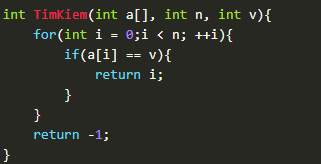 int TimKiem(int a[], int n, int v){
    for(int i = 0;i < n; ++i){
        if(a[i] == v){
            return i;
        }
    }
    return -1;
}